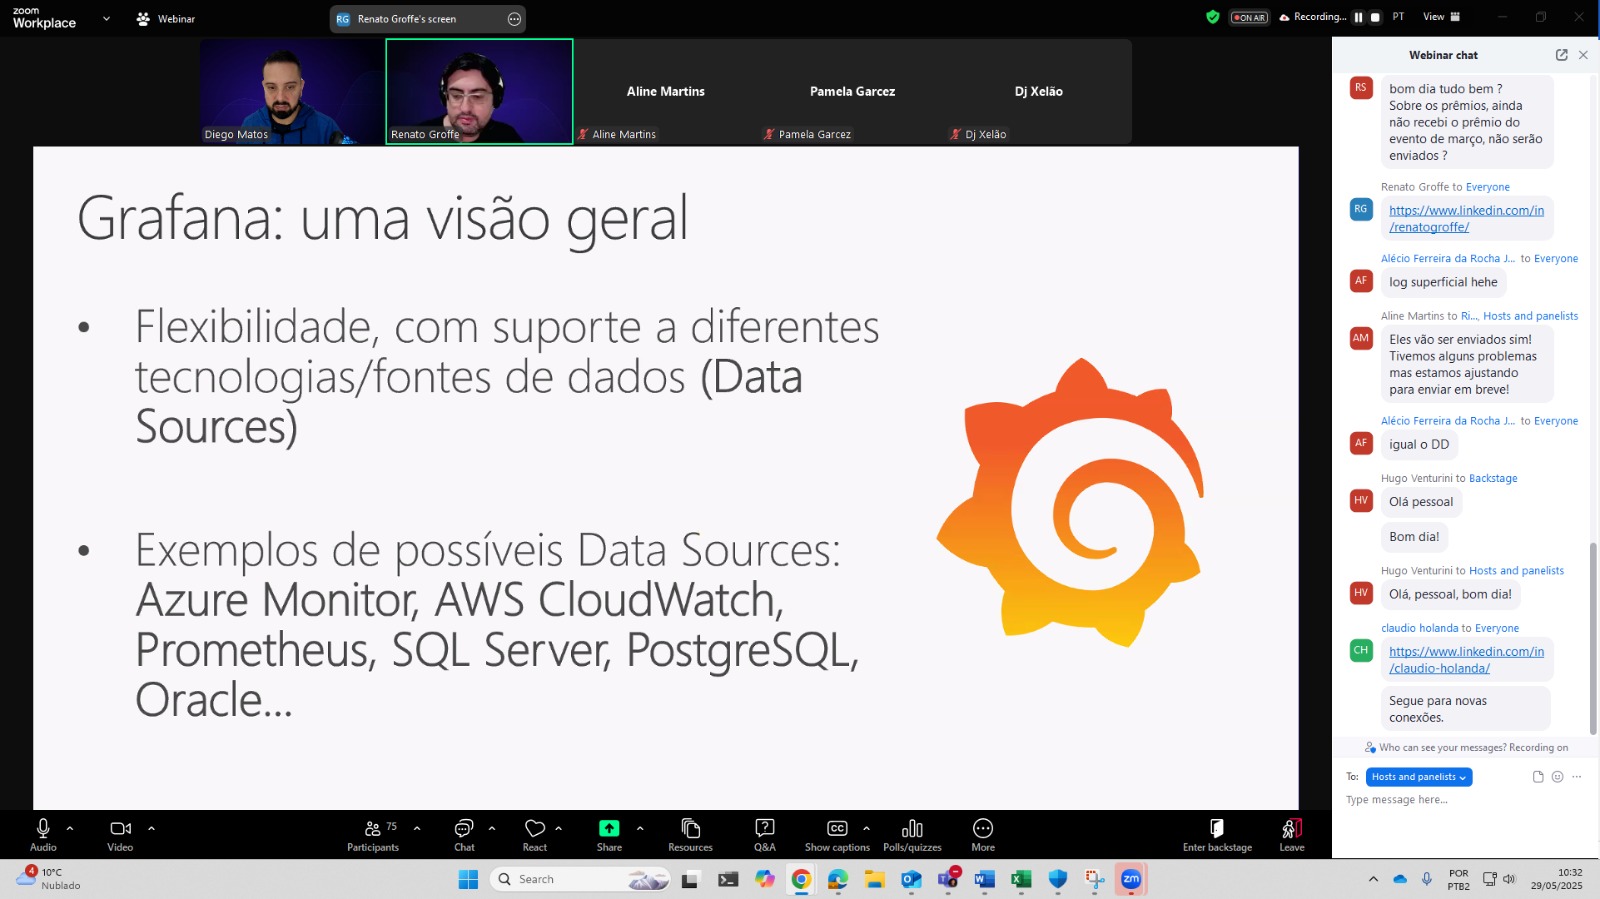 zoom
Workplace
Webinar
RG Renato Groffe's screen
ON AIR
Recording...
PT
View
Diego Matos
Renato Groffe
Aline Martins
Aline Martins
Pamela Garcez
Pamela Garcez
Dj Xelão
Dj Xelão
Grafana: uma visão geral
• Flexibilidade, com suporte a diferentes
tecnologias/fontes de dados (Data
Sources)
• Exemplos de possíveis Data Sources:
Azure Monitor, AWS CloudWatch,
Prometheus, SQL Server, PostgreSQL,
Oracle...
Webinar chat
RS
bom dia tudo bem ?
Sobre os prêmios, ainda
não recebi o prêmio do
evento de março, não serão
enviados ?
Renato Groffe to Everyone
RG
https://www.linkedin.com/in
/renatogroffe/
Alécio Ferreira da Rocha J... to Everyone
AF
log superficial hehe
Aline Martins to Ri..., Hosts and panelists
AM
Eles vão ser enviados sim!
Tivemos alguns problemas
mas estamos ajustando
para enviar em breve!
Alécio Ferreira da Rocha J... to Everyone
AF
igual o DD
Hugo Venturini to Backstage
HV
Olá pessoal
Bom dia!
Hugo Venturini to Hosts and panelists
HV
Olá, pessoal, bom dia!
claudio holanda to Everyone
CH
https://www.linkedin.com/in
/claudio-holanda/
Segue para novas
conexões.
Who can see your messages? Recording on
To: Hosts and panelists
Type message here...
Audio
Video
75
Participants
Chat
React
Share
Resources
Q&A
CC
Show captions
Polls/quizzes
More
Enter backstage
Leave
4
10°C
Nublado
Search
zm
POR
PTB2
10:32
29/05/2025